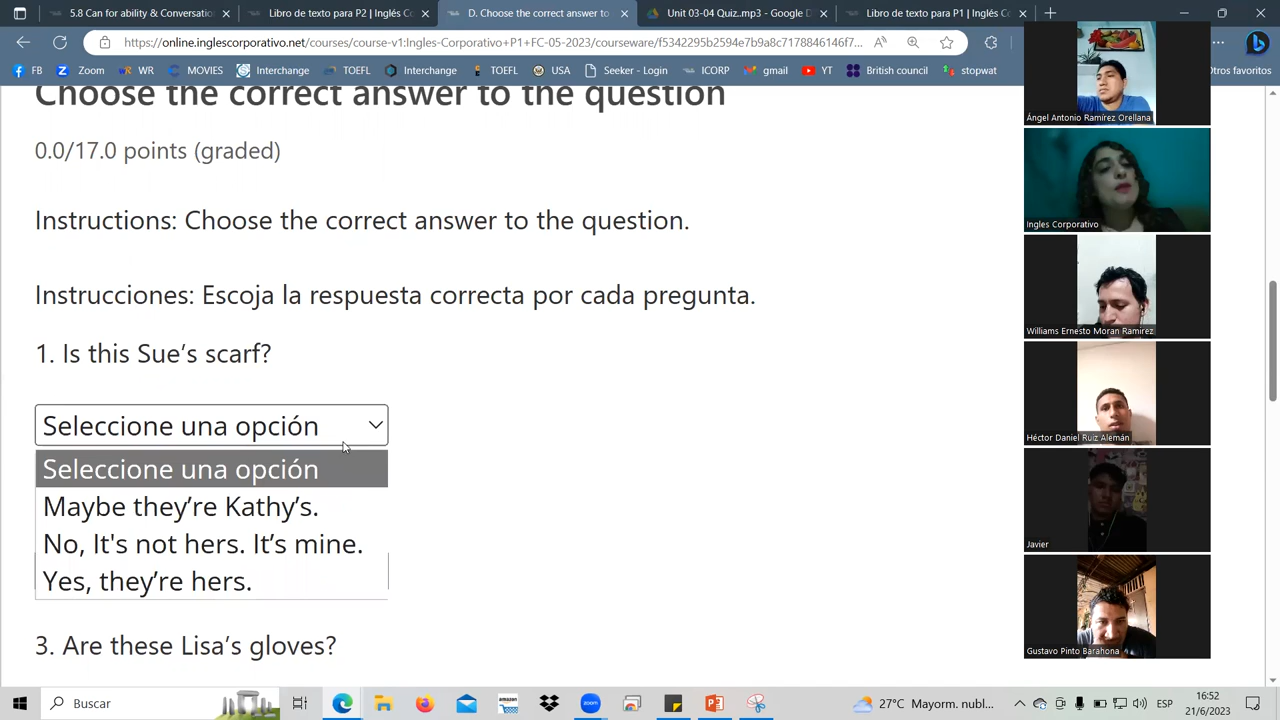 5.8 Can for ability & Conversation
Libro de texto para P2 | Inglés Co
D. Choose the correct answer to
Unit 03-04 Quiz..mp3 - Google D
Libro de texto para P1 | Inglés Co
https://online.inglescorporativo.net/courses/course-v1:Ingles-Corporativo+P1+FC-05-2023/courseware/f5342295b2594e7b9a8c7178846146f7...
FB
Zoom
WR
MOVIES
Interchange
TOEFL
Interchange
TOEFL
USA
Seeker - Login
ICORP
gmail
YT
British council
stopwat
Otros favoritos
Choose the correct answer to the question
0.0/17.0 points (graded)
Instructions: Choose the correct answer to the question.
Instrucciones: Escoja la respuesta correcta por cada pregunta.
1. Is this Sue’s scarf?
Seleccione una opción
Seleccione una opción
Maybe they’re Kathy’s.
No, It's not hers. It’s mine.
Yes, they’re hers.
3. Are these Lisa’s gloves?
Ángel Antonio Ramírez Orellana
Ingles Corporativo
Williams Ernesto Moran Ramirez
Héctor Daniel Ruiz Alemán
Javier
Gustavo Pinto Barahona
Buscar
amazon
zoom
27°C Mayorm. nubl...
ESP
16:52
21/6/2023